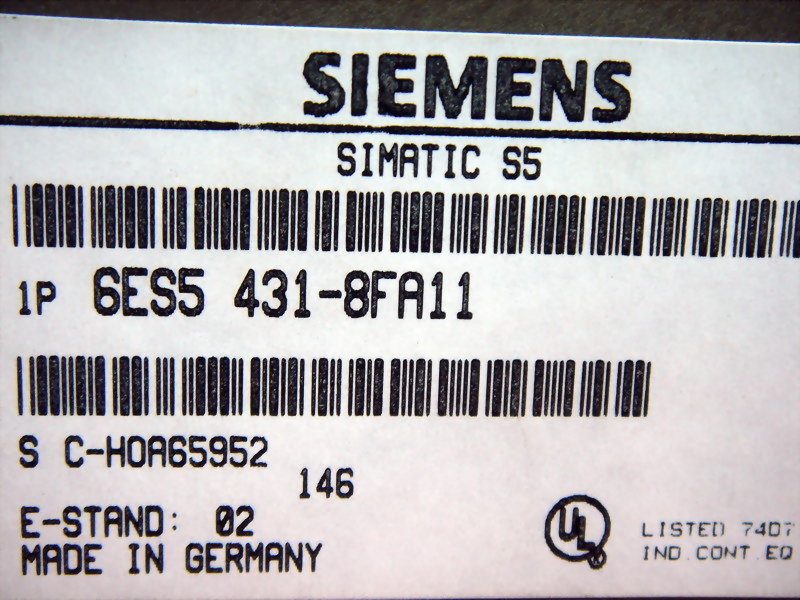 SIEMENS
SIMATIC S5
1P 6ES5 431-8FA11
S C-HOA65952
146
E-STAND: 02
MADE IN GERMANY
UL
LISTED 74D7
IND.CONT.EQ